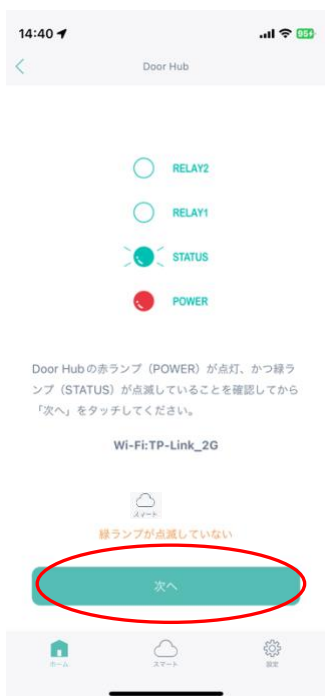 14:40
95
Door Hub
RELAY2
RELAY1
STATUS
POWER
Door Hubの赤ランプ（POWER）が点灯、かつ緑ラ
ンプ（STATUS）が点滅していることを確認してから
「次へ」をタッチしてください。
Wi-Fi:TP-Link_2G
スマート
緑ランプが点滅していない
次へ
ホーム
スマート
設定